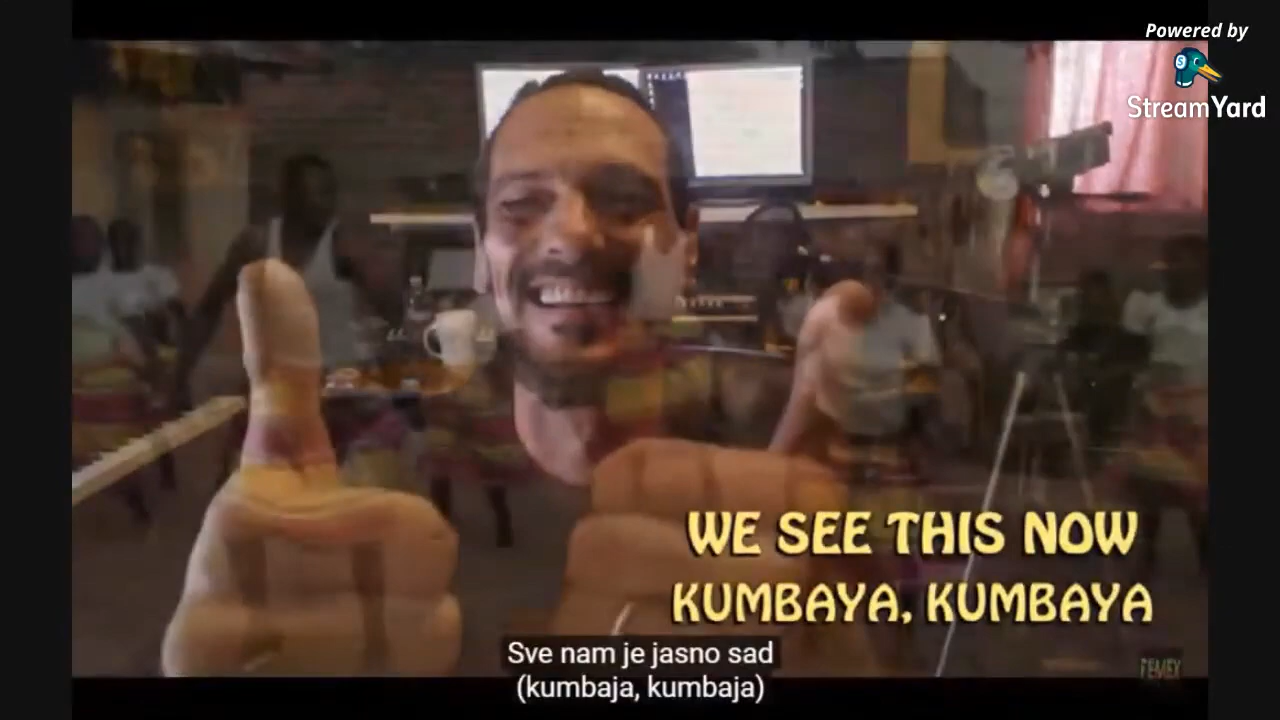 Powered by
StreamYard
WE SEE THIS NOW
KUMBAYA, KUMBAYA
Sve nam je jasno sad
(kumbaja, kumbaja)